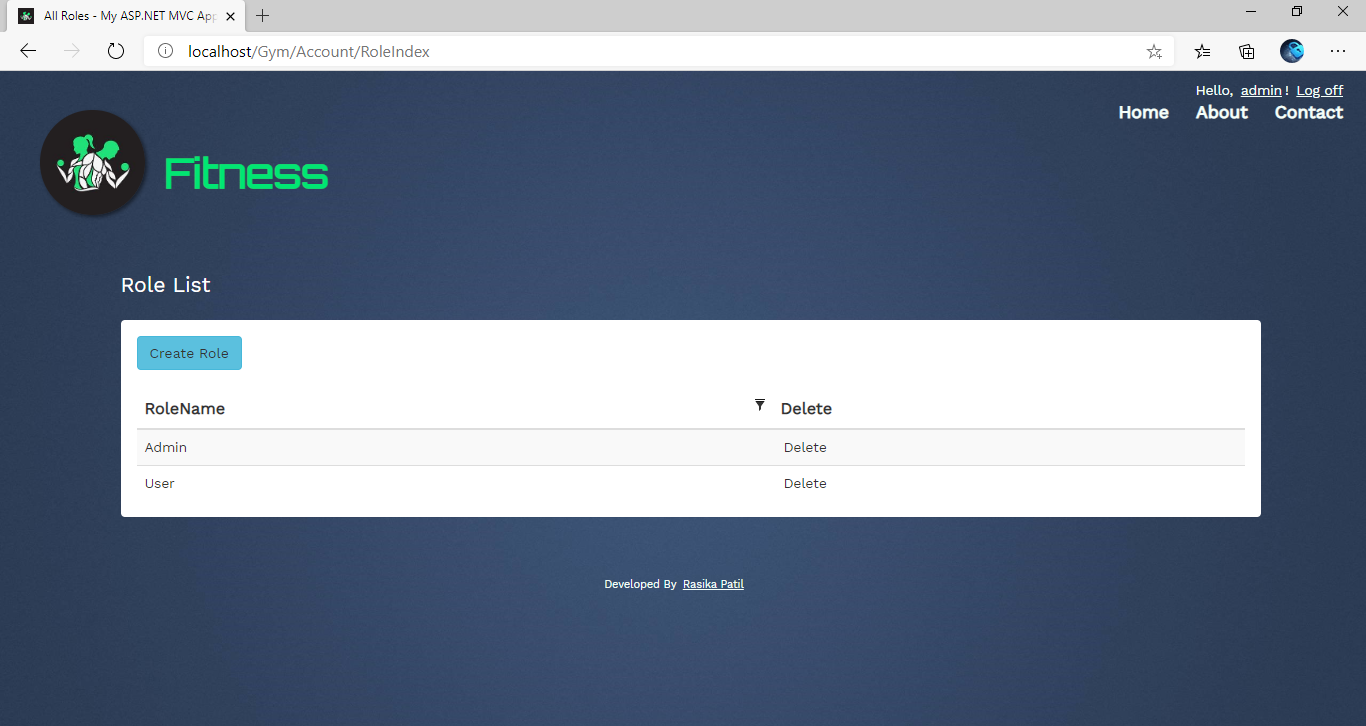 All Roles - My ASP.NET MVC App
localhost/Gym/Account/RoleIndex
Hello, admin! Log off
Home About Contact
Fitness
Role List
Create Role
RoleName Delete
Admin Delete
User Delete
Developed By Rasika Patil